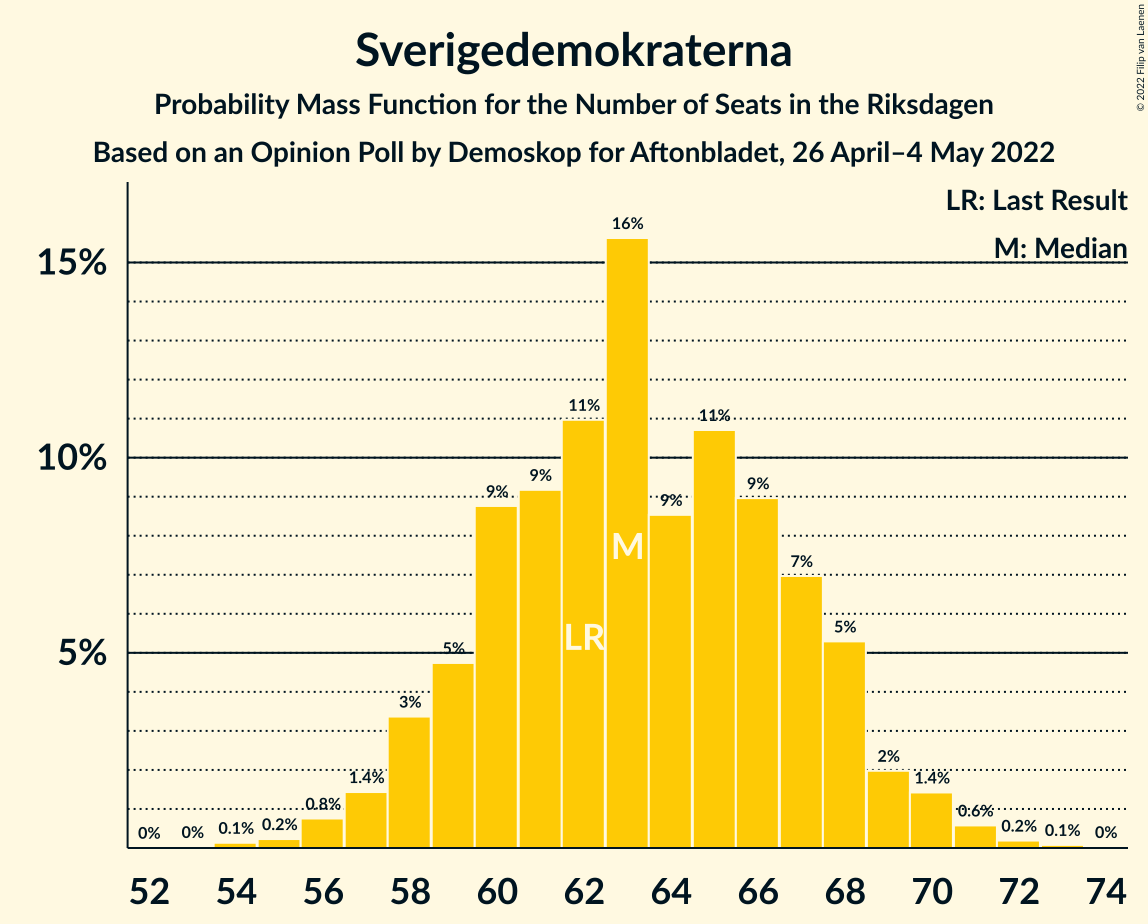 Sverigedemokraterna
Probability Mass Function for the Number of Seats in the Riksdagen
Based on an Opinion Poll by Demoskop for Aftonbladet, 26 April–4 May 2022
© 2022 Filip van Laenen
LR: Last Result
M: Median
15%
10%
5%
0% 0% 0.1% 0.2% 0.8% 1.4% 3% 5% 9% 9% 11% 16% 9% 11% 9% 7% 5% 2% 1.4% 0.6% 0.2% 0.1% 0%
M
LR
52 54 56 58 60 62 64 66 68 70 72 74